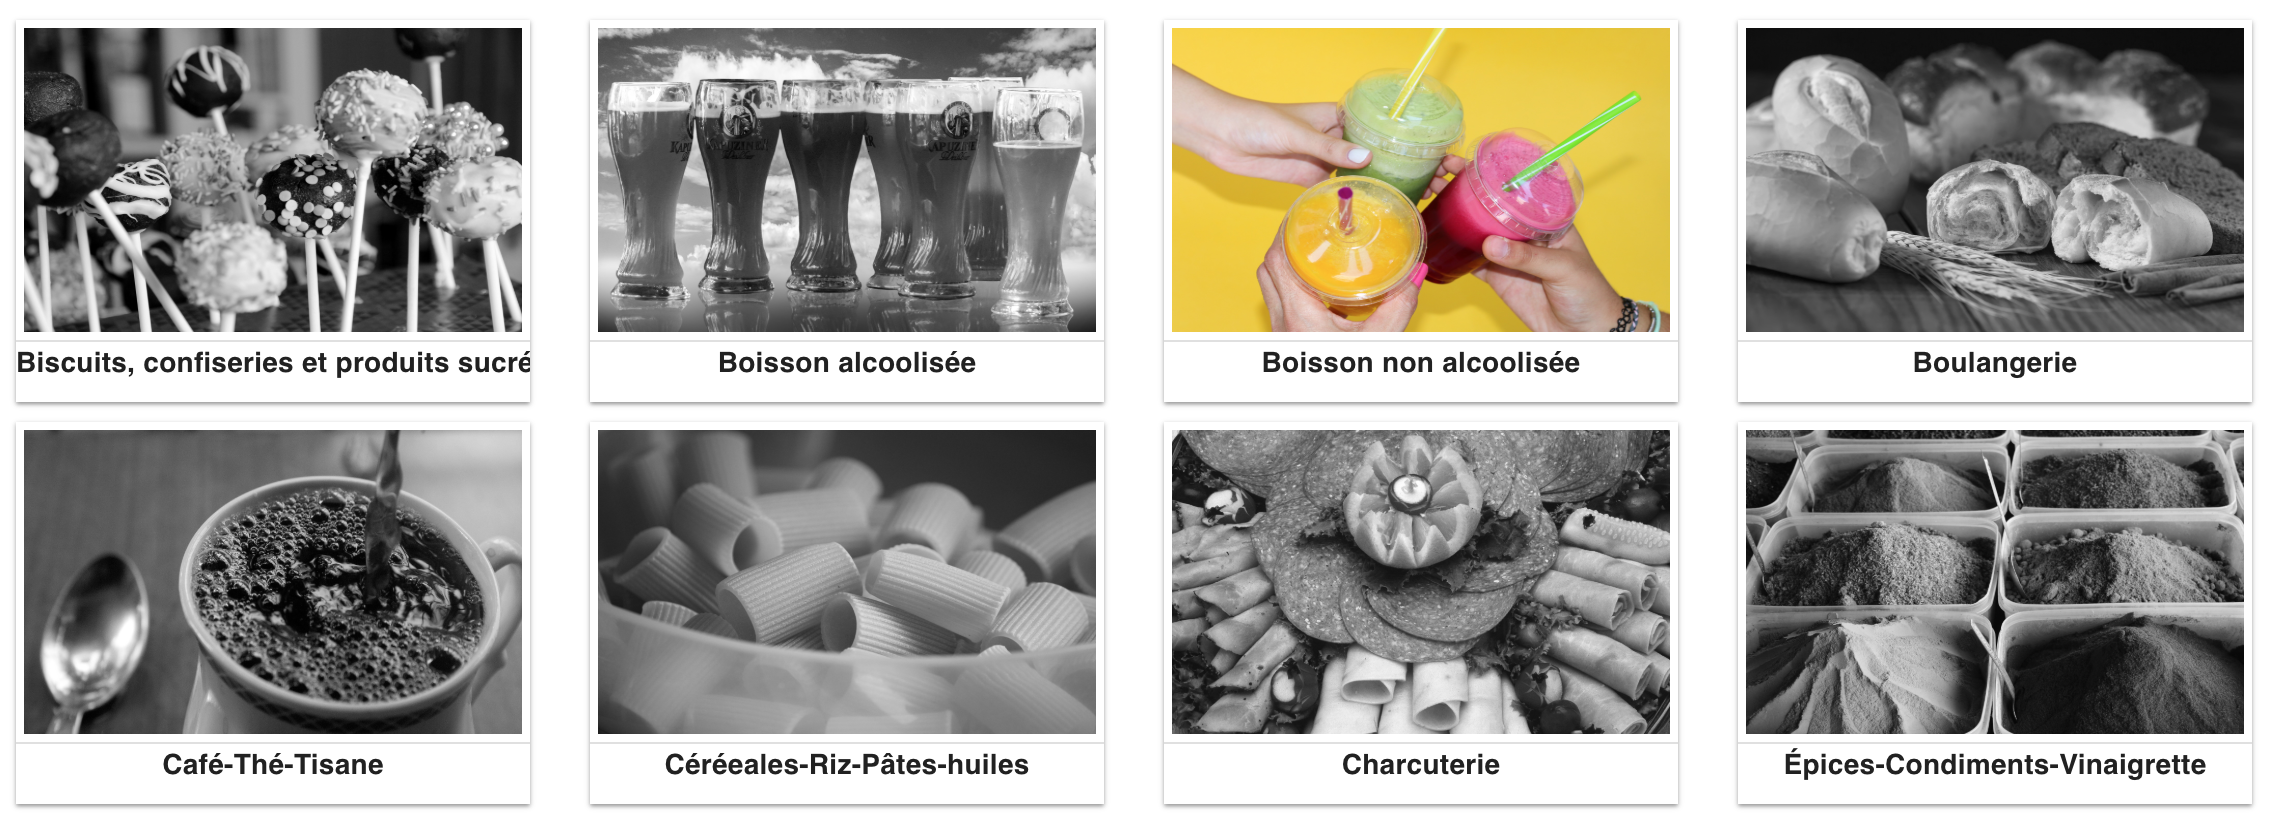 Biscuits, confiseries et produits sucré
Boisson alcoolisée
Boisson non alcoolisée
Boulangerie
Café-Thé-Tisane
Céréeales-Riz-Pâtes-huiles
Charcuterie
Épices-Condiments-Vinaigrette